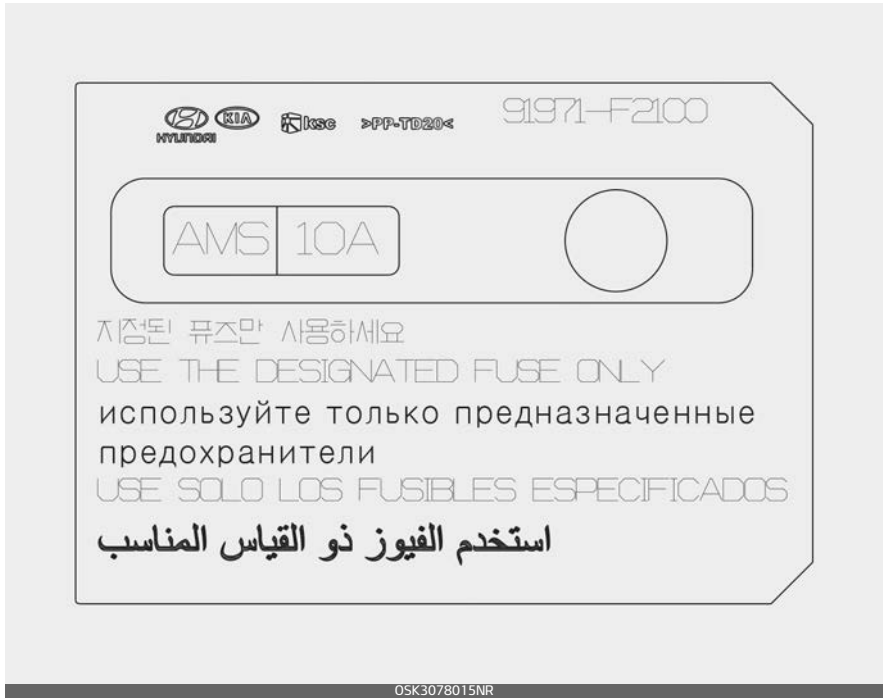 HYUNDAI KIA ksc >PP-TD20< 91971-F2100
AMS 10A
지정된 퓨즈만 사용하세요
USE THE DESIGNATED FUSE ONLY
используйте только предназначенные
предохранители
USE SOLO LOS FUSIBLES ESPECIFICADOS
استخدم الفيوز ذو القياس المناسب
OSK3078015NR